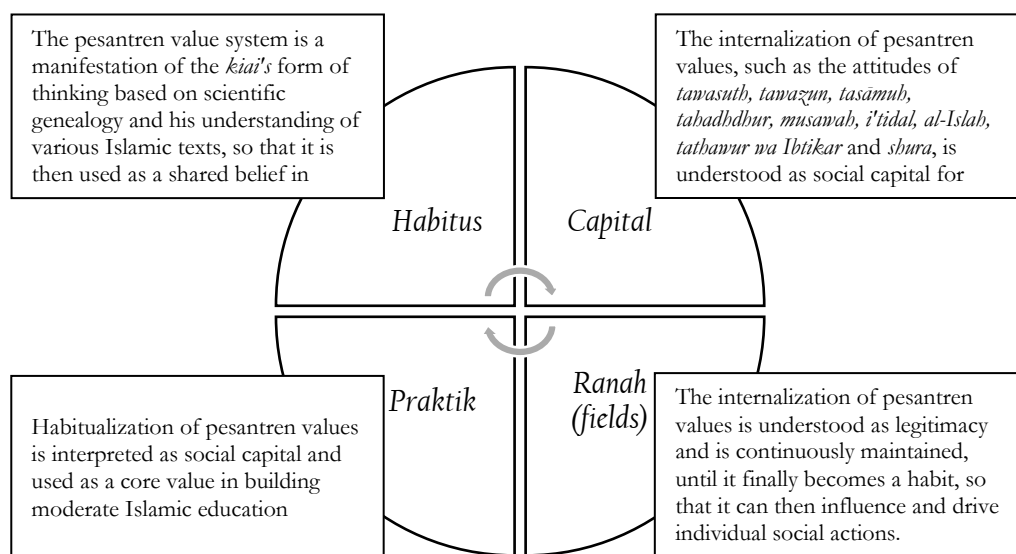 The pesantren value system is a
manifestation of the kiai's form of
thinking based on scientific
genealogy and his understanding of
various Islamic texts, so that it is
then used as a shared belief in
The internalization of pesantren
values, such as the attitudes of
tawasuth, tawazun, tasāmuh,
tahadhdhur, musawah, i'tidal, al-Islah,
tathawur wa Ibtikar and shura, is
understood as social capital for
Habitus
Capital
Praktik
Ranah
(fields)
Habitualization of pesantren values
is interpreted as social capital and
used as a core value in building
moderate Islamic education
The internalization of pesantren
values is understood as legitimacy
and is continuously maintained,
until it finally becomes a habit, so
that it can then influence and drive
individual social actions.